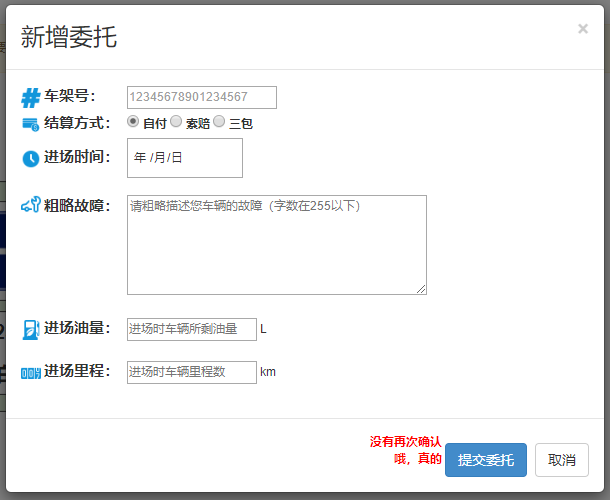 新增委托
×
车架号：
12345678901234567
结算方式：
自付 索赔 三包
进场时间：
年 /月/日
粗略故障：
请粗略描述您车辆的故障（字数在255以下）
进场油量：
进场时车辆所剩油量 L
进场里程：
进场时车辆里程数 km
没有再次确认
哦，真的
提交委托
取消